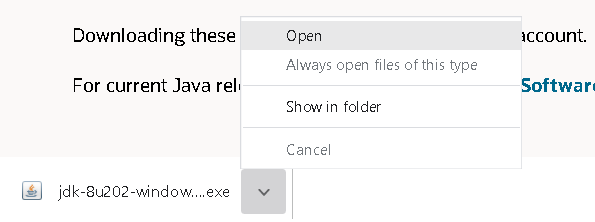 Downloading these
account.
Open
Always open files of this type
For current Java rel
Software
Show in folder
Cancel
jdk-8u202-window....exe